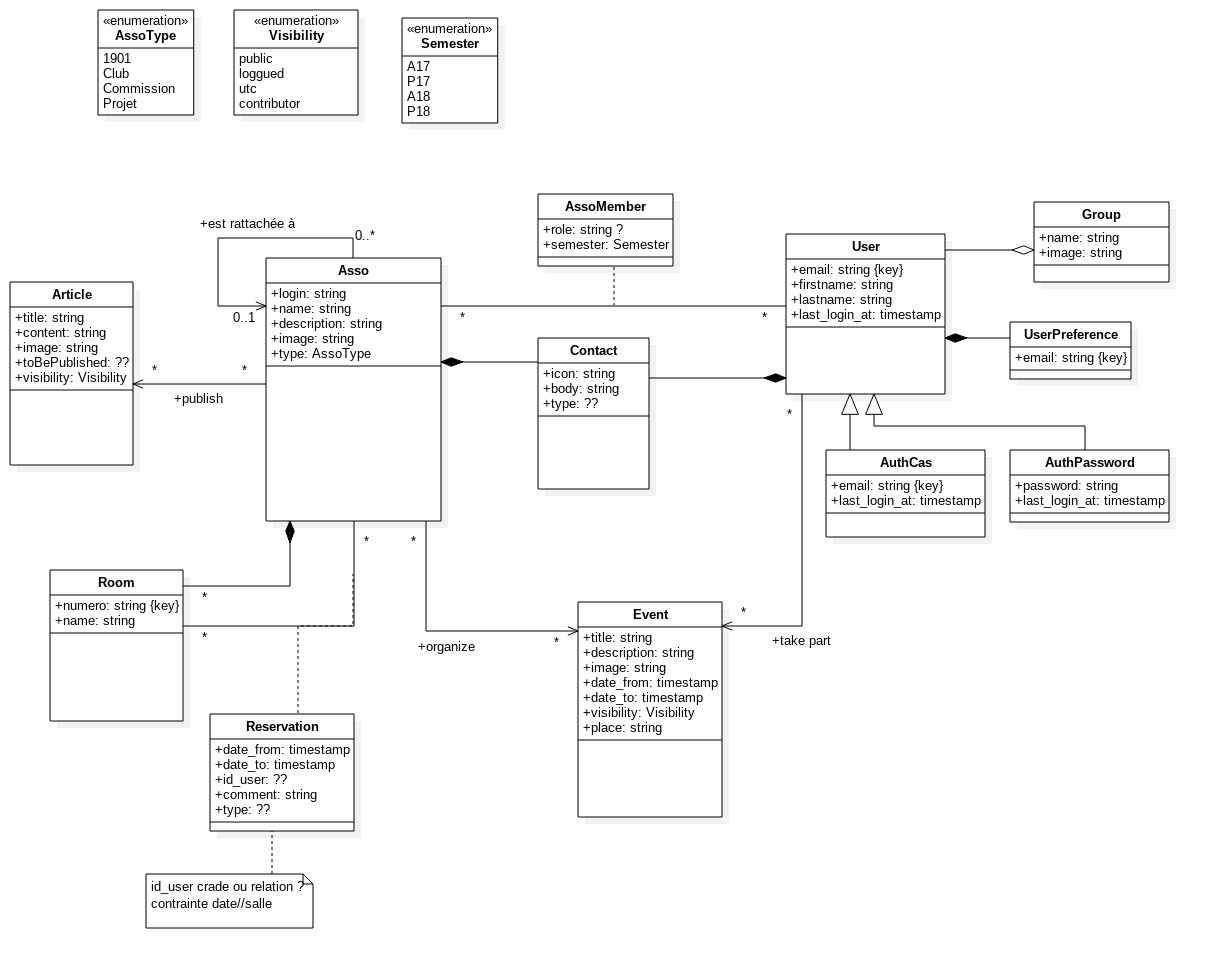 «enumeration»
AssoType
1901
Club
Commission
Projet
«enumeration»
Visibility
public
loggued
utc
contributor
«enumeration»
Semester
A17
P17
A18
P18
AssoMember
+role: string ?
+semester: Semester
Group
+name: string
+image: string
+est rattachée à
0..*
0..1
User
+email: string {key}
+firstname: string
+lastname: string
+last_login_at: timestamp
Asso
+login: string
+name: string
+description: string
+image: string
+type: AssoType
*
*
Article
+title: string
+content: string
+image: string
+toBePublished: ??
+visibility: Visibility
*
*
+publish
Contact
+icon: string
+body: string
+type: ??
UserPreference
+email: string {key}
*
AuthCas
+email: string {key}
+last_login_at: timestamp
AuthPassword
+password: string
+last_login_at: timestamp
*
*
Room
+numero: string {key}
+name: string
*
*
+organize
*
Event
+title: string
+description: string
+image: string
+date_from: timestamp
+date_to: timestamp
+visibility: Visibility
+place: string
*
+take part
Reservation
+date_from: timestamp
+date_to: timestamp
+id_user: ??
+comment: string
+type: ??
id_user crade ou relation ?
contrainte date//salle